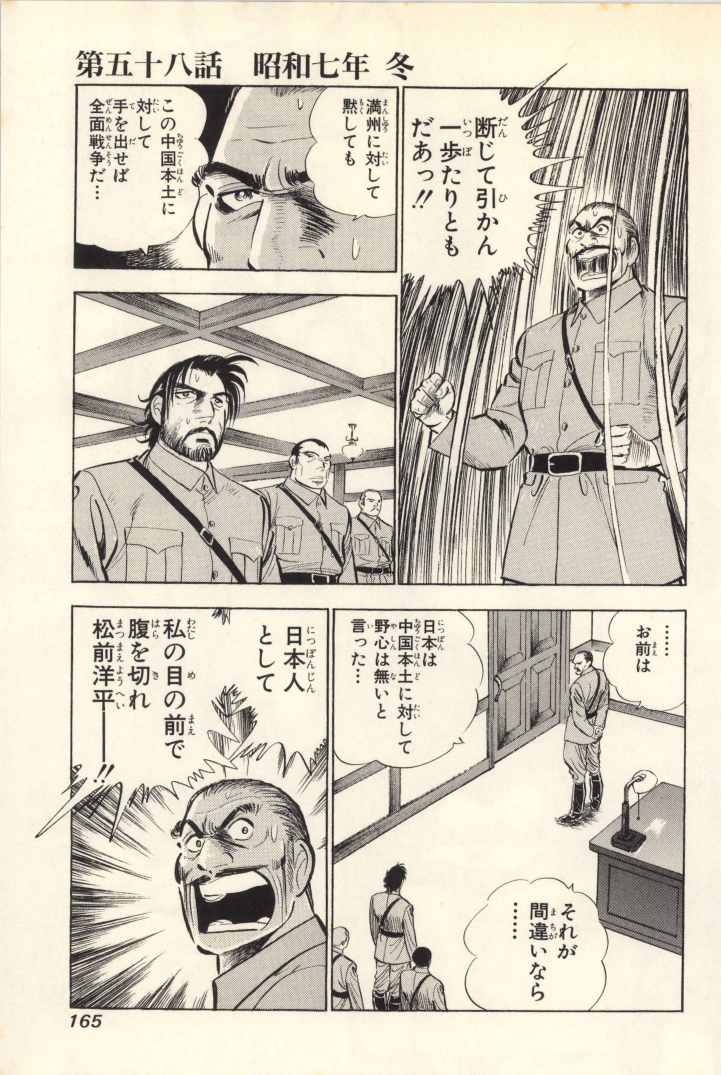 第五十八話　昭和七年 冬
断じて引かん
一歩たりとも
だあっ!!
満州に対して
黙しても
この中国本土に
対して
手を出せば
全面戦争だ…
………
お前は
日本は
中国本土に対して
野心は無いと
言った…
それが
間違いなら
……
日本人
として
私の目の前で
腹を切れ
松前洋平――!!
165